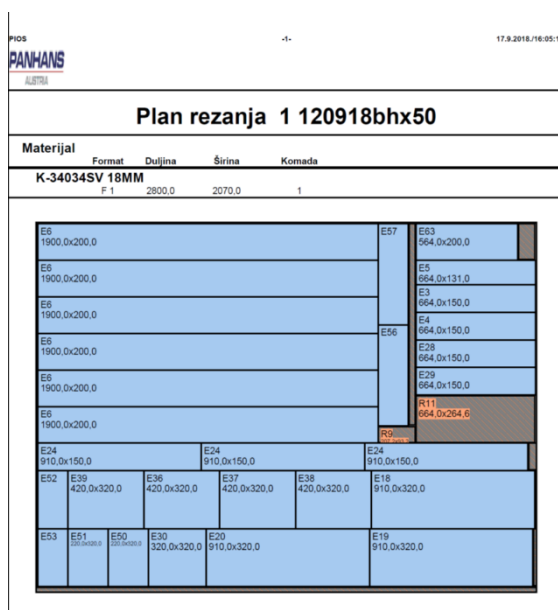 PIOS -1- 17.9.2018./16:05:1
PANHANS
AUSTRIA
Plan rezanja 1 120918bhx50
Materijal
Format Duljina Širina Komada
K-34034SV 18MM
F 1 2800,0 2070,0 1
E6
1900,0x200,0
E6
1900,0x200,0
E6
1900,0x200,0
E6
1900,0x200,0
E6
1900,0x200,0
E6
1900,0x200,0
E57
E56
R9
E63
564,0x200,0
E5
664,0x131,0
E3
664,0x150,0
E4
664,0x150,0
E28
664,0x150,0
E29
664,0x150,0
R11
664,0x264,6
E24
910,0x150,0
E24
910,0x150,0
E24
910,0x150,0
E52
E39
420,0x320,0
E36
420,0x320,0
E37
420,0x320,0
E38
420,0x320,0
E18
910,0x320,0
E53
E51
220,0x320,0
E50
220,0x320,0
E30
320,0x320,0
E20
910,0x320,0
E19
910,0x320,0